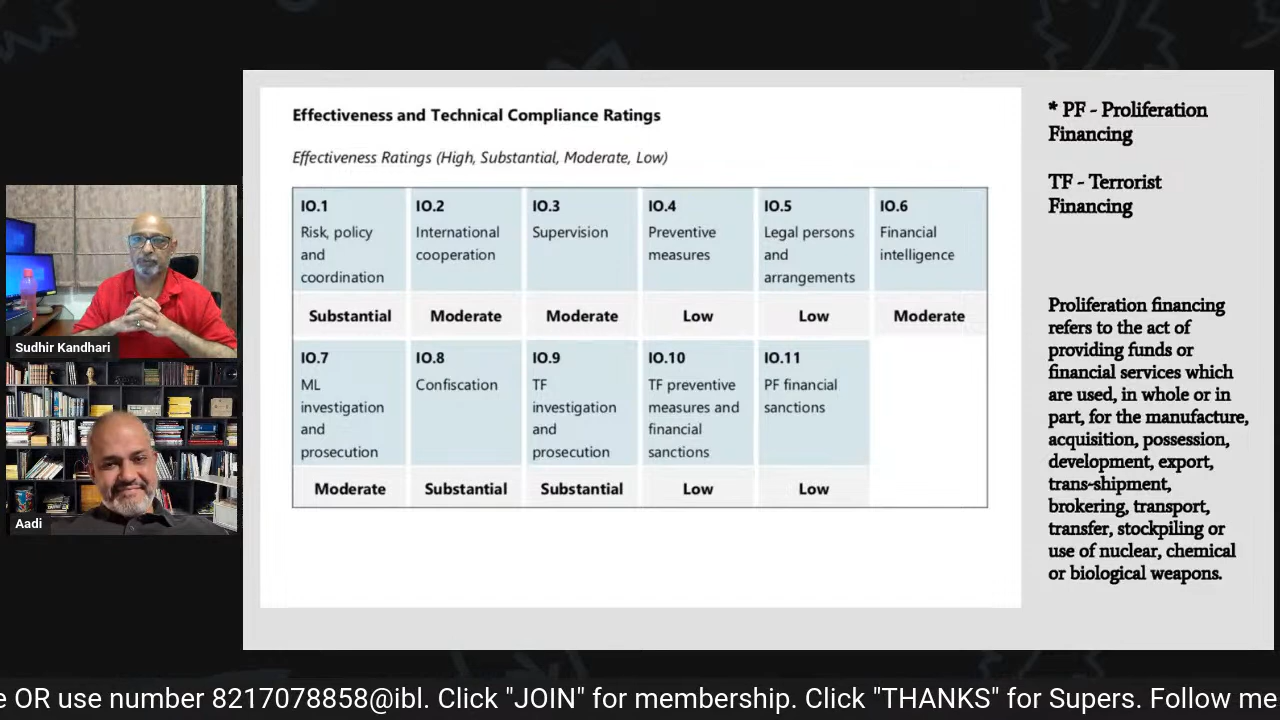 Effectiveness and Technical Compliance Ratings
Effectiveness Ratings (High, Substantial, Moderate, Low)
IO.1
Risk, policy
and
coordination
IO.2
International
cooperation
IO.3
Supervision
IO.4
Preventive
measures
IO.5
Legal persons
and
arrangements
IO.6
Financial
intelligence
Substantial
Moderate
Moderate
Low
Low
Moderate
IO.7
ML
investigation
and
prosecution
IO.8
Confiscation
IO.9
TF
investigation
and
prosecution
IO.10
TF preventive
measures and
financial
sanctions
IO.11
PF financial
sanctions
Moderate
Substantial
Substantial
Low
Low
* PF - Proliferation
Financing
TF - Terrorist
Financing
Proliferation financing
refers to the act of
providing funds or
financial services which
are used, in whole or in
part, for the manufacture,
acquisition, possession,
development, export,
trans-shipment,
brokering, transport,
transfer, stockpiling or
use of nuclear, chemical
or biological weapons.
Sudhir Kandhari
Aadi
e OR use number 8217078858@ibl. Click "JOIN" for membership. Click "THANKS" for Supers. Follow me